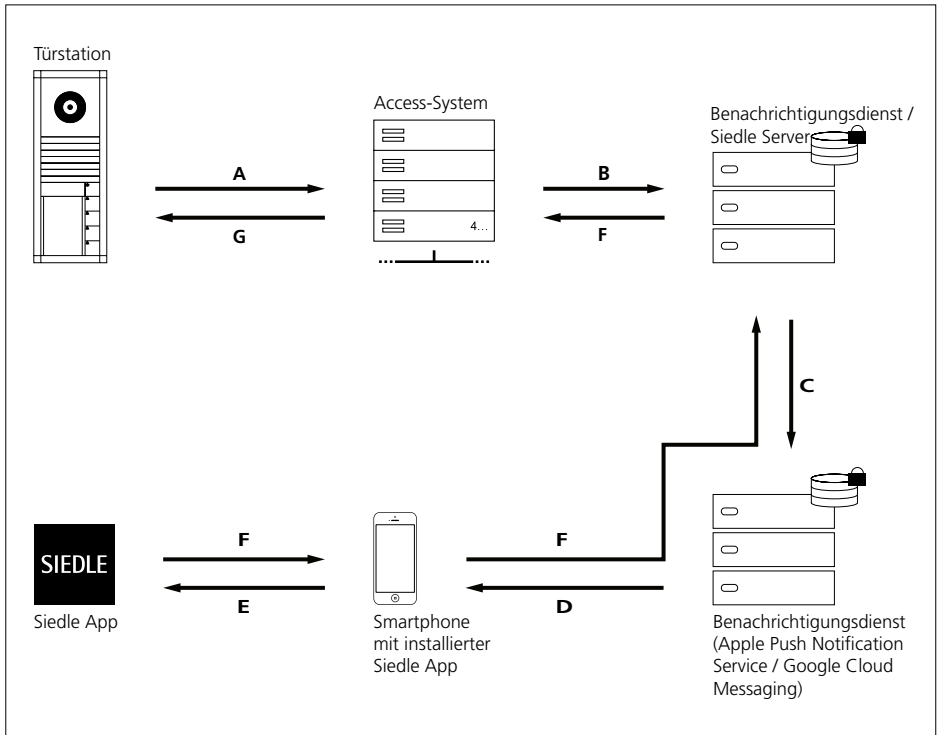 Türstation
Access-System
Benachrichtigungsdienst /
Siedle Server
A
B
G
F
4...
C
F
F
E
D
SIEDLE
Siedle App
Smartphone
mit installierter
Siedle App
Benachrichtigungsdienst
(Apple Push Notification
Service / Google Cloud
Messaging)